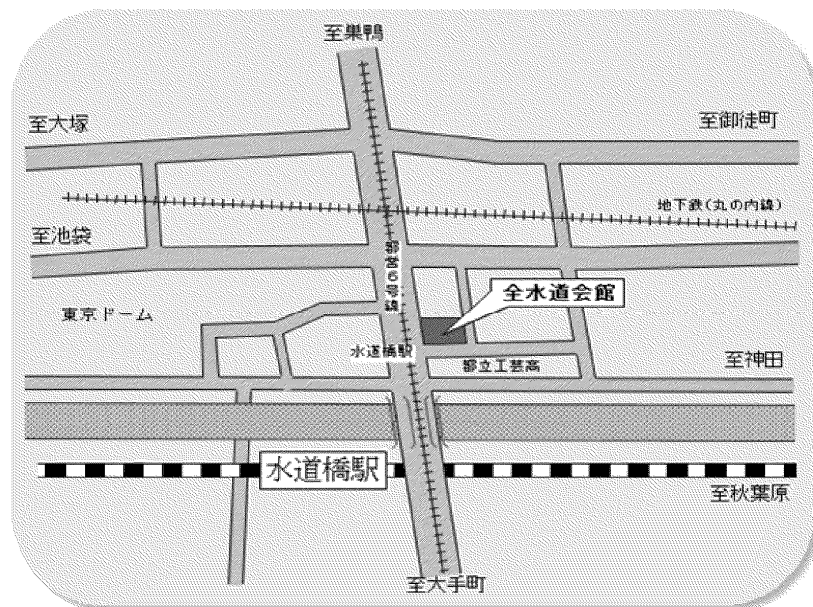 至巣鴨
至大塚
至御徒町
地下鉄(丸の内線)
至池袋
都営6号線
全水道会館
東京ドーム
水道橋駅
都立工芸高
至神田
水道橋駅
至秋葉原
至大手町